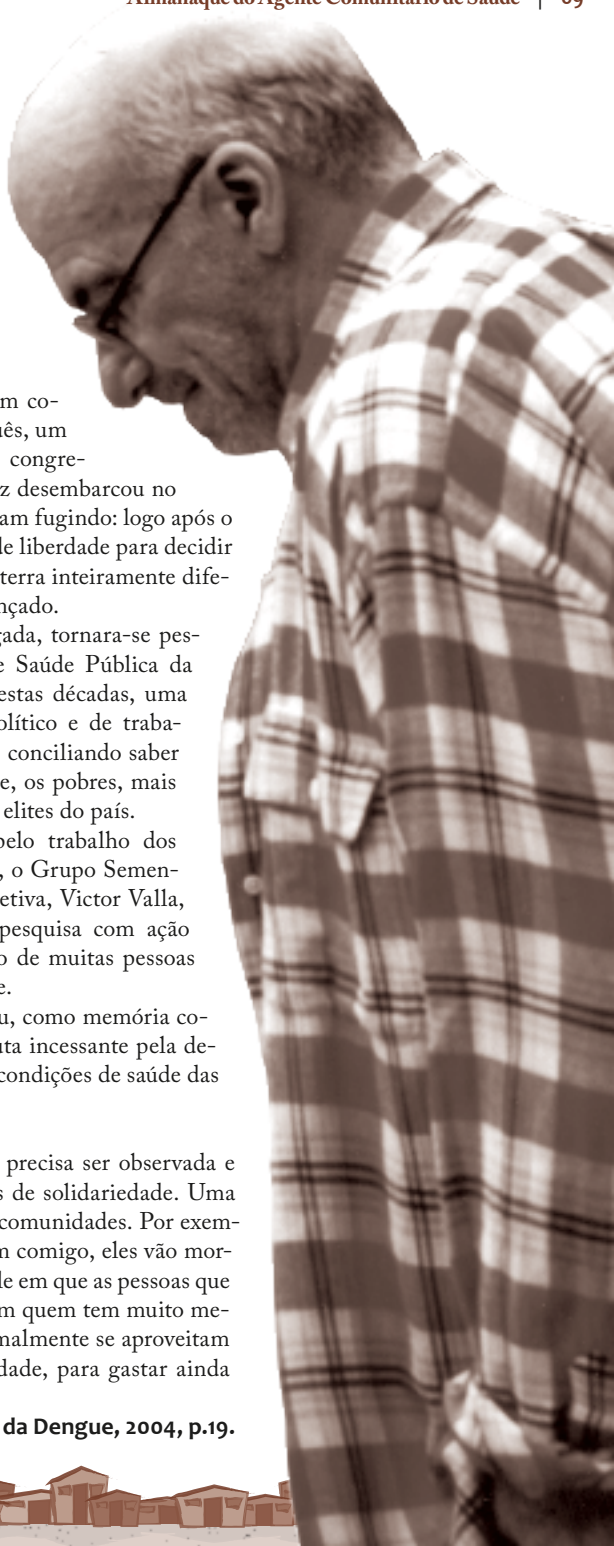 Almanaque do Agente Comunitário de Saúde | 69
m co-
uês, um
congre-
z desembarcou no
am fugindo: logo após o
de liberdade para decidir
terra inteiramente dife-
nçado.
gada, tornara-se pes-
e Saúde Pública da
estas décadas, uma
olítico e de traba-
conciliando saber
e, os pobres, mais
elites do país.
pelo trabalho dos
, o Grupo Semen-
etiva, Victor Valla,
pesquisa com ação
o de muitas pessoas
e.
u, como memória co-
uta incessante pela de-
condições de saúde das
precisa ser observada e
s de solidariedade. Uma
comunidades. Por exem-
m comigo, eles vão mor-
de em que as pessoas que
m quem tem muito me-
malmente se aproveitam
dade, para gastar ainda
da Dengue, 2004, p.19.